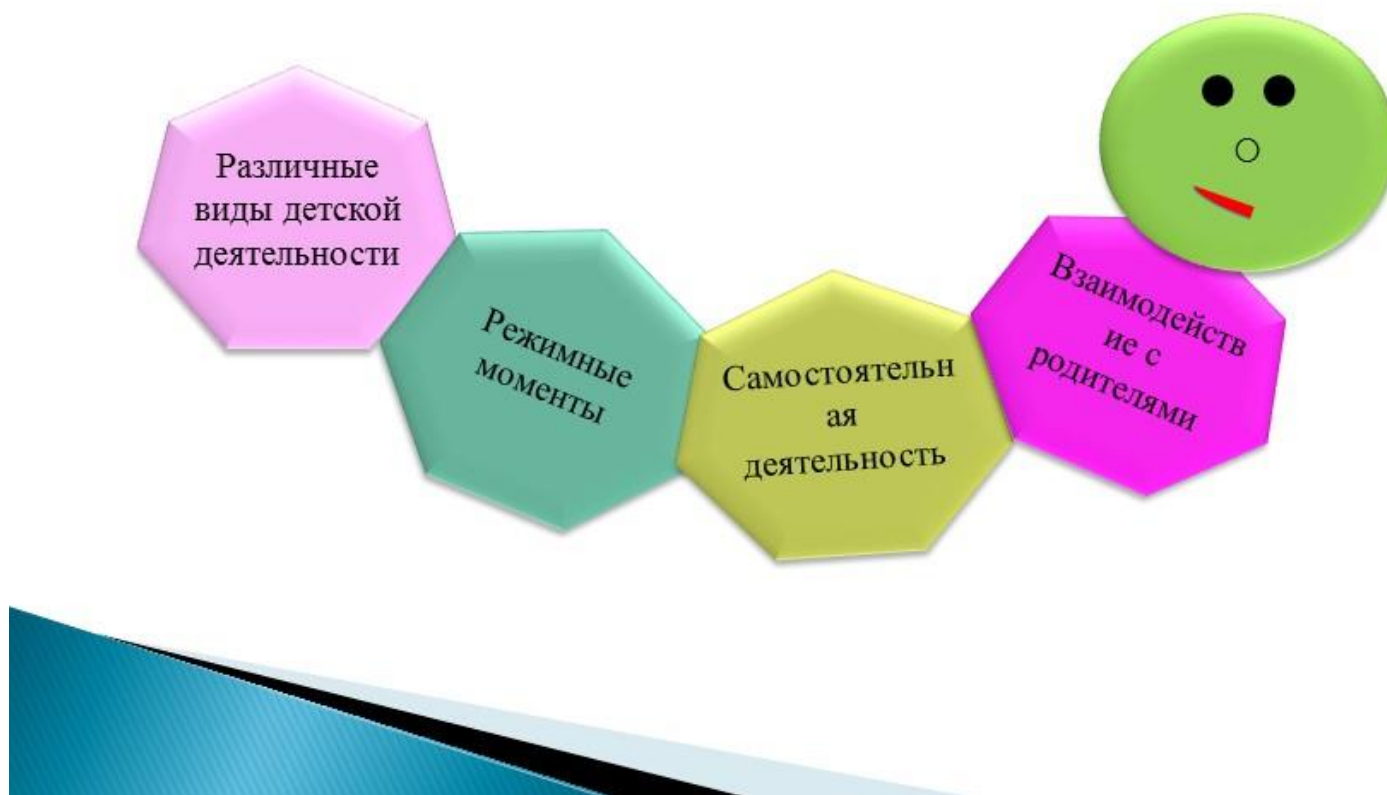 Различные
виды детской
деятельности
Режимные
моменты
Самостоятельн
ая
деятельность
Взаимодейств
ие с
родителями